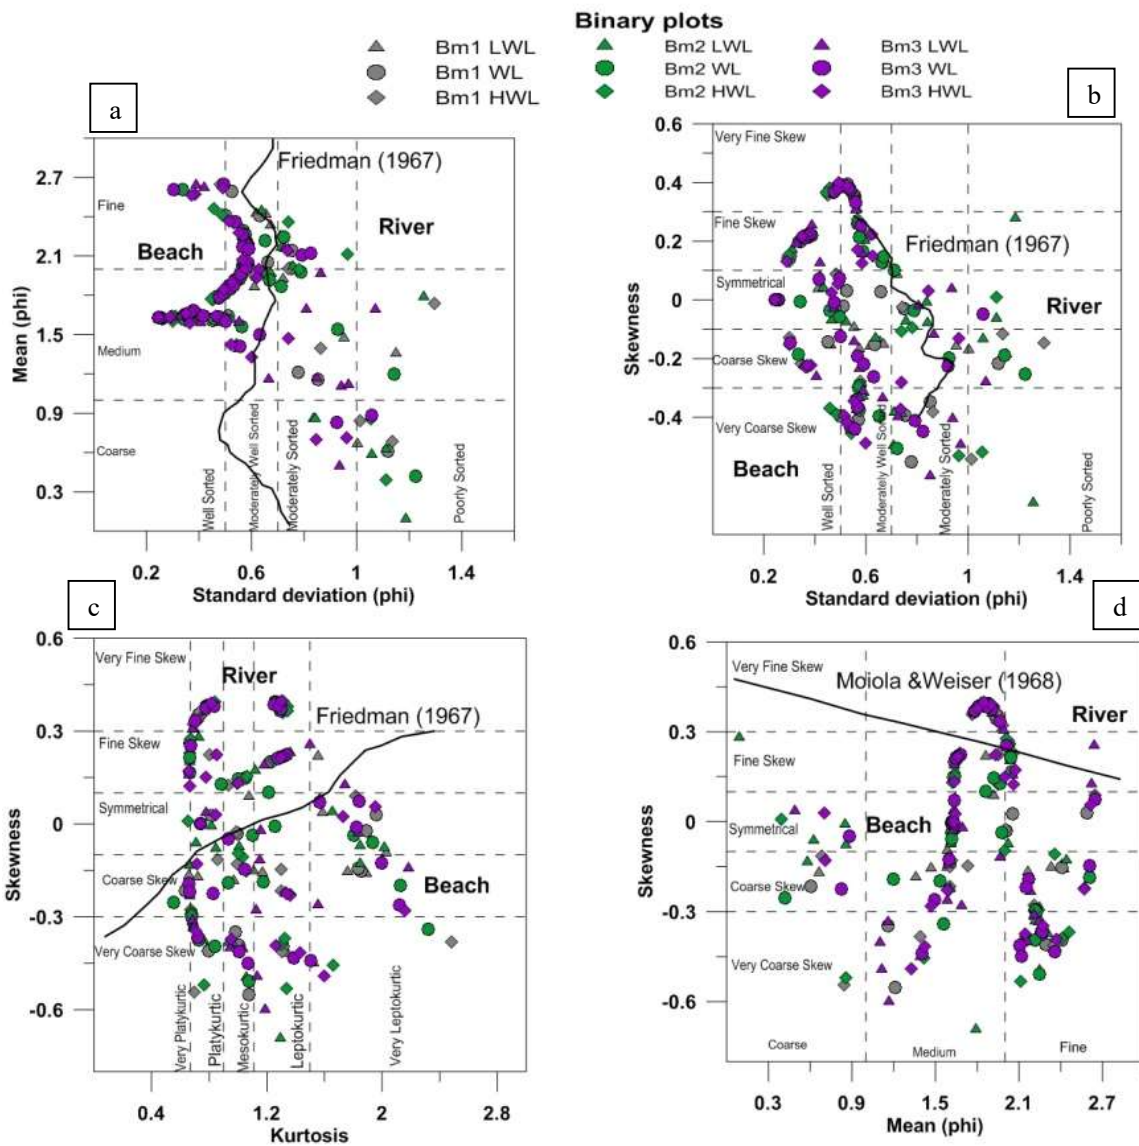 Binary plots
Bm1 LWL Bm2 LWL Bm3 LWL
Bm1 WL Bm2 WL Bm3 WL
Bm1 HWL Bm2 HWL Bm3 HWL
a
Friedman (1967)
2.7
Fine
River
Beach
2.1
Mean (phi)
1.5
Medium
0.9
Coarse
0.3
Well Sorted
Moderately Well Sorted
Moderately Sorted
Poorly Sorted
0.2 0.6 1 1.4
Standard deviation (phi)
b
0.6
Very Fine Skew
0.4
Fine Skew
Friedman (1967)
0.2
Symmetrical
River
0
Skewness
Coarse Skew
-0.2
Very Coarse Skew
-0.4
Beach
Well Sorted
Moderately Well Sorted
Moderately Sorted
Poorly Sorted
0.2 0.6 1 1.4
Standard deviation (phi)
c
0.6
Very Fine Skew
River
Friedman (1967)
0.3
Fine Skew
Symmetrical
0
Skewness
Coarse Skew
Beach
-0.3
Very Coarse Skew
-0.6
Very Platykurtic
Platykurtic
Mesokurtic
Leptokurtic
Very Leptokurtic
0.4 1.2 2 2.8
Kurtosis
d
0.6
Very Fine Skew
Moiola &Weiser (1968)
River
0.3
Fine Skew
Symmetrical
Beach
0
Skewness
Coarse Skew
-0.3
Very Coarse Skew
-0.6
Coarse Medium Fine
0.3 0.9 1.5 2.1 2.7
Mean (phi)